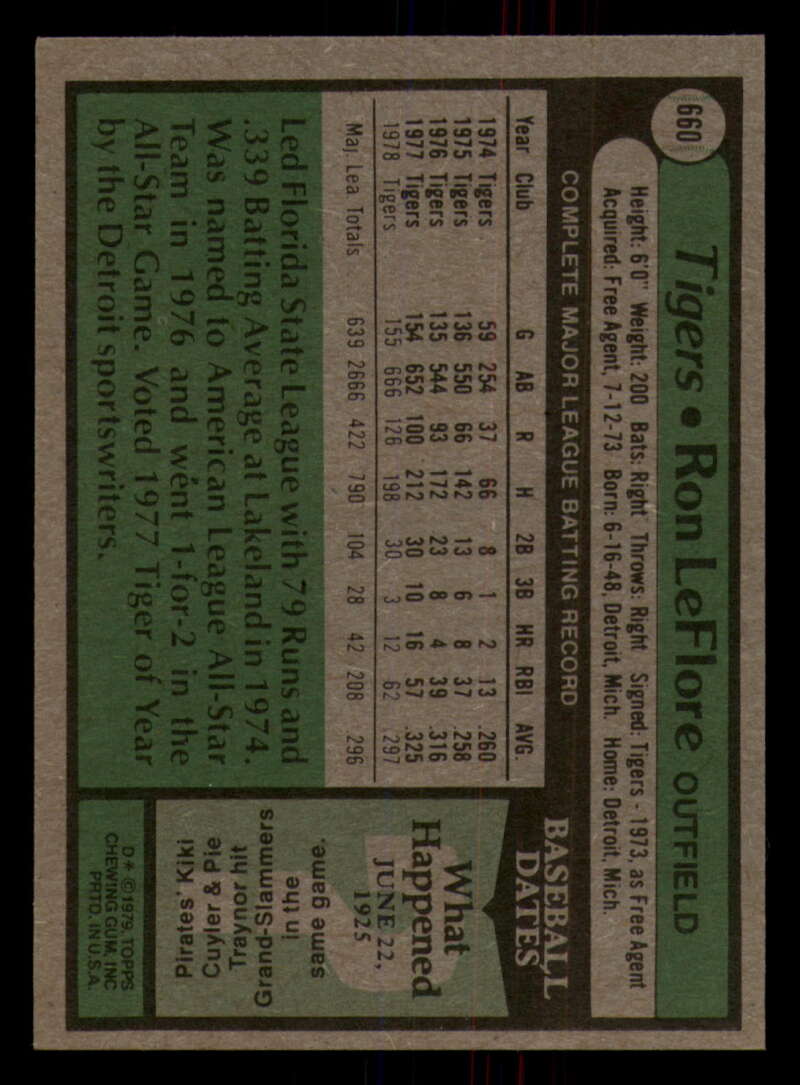 660
Tigers • Ron LeFlore OUTFIELD
Height: 6'0" Weight: 200 Bats: Right Throws: Right Signed: Tigers - 1973, as Free Agent
Acquired: Free Agent, 7-12-73 Born: 6-16-48, Detroit, Mich. Home: Detroit, Mich.
COMPLETE MAJOR LEAGUE BATTING RECORD
Year Club G AB R H 2B 3B HR RBI AVG.
1974 Tigers 59 254 37 66 8 1 2 13 .260
1975 Tigers 136 550 66 142 13 6 8 37 .258
1976 Tigers 135 544 93 172 23 8 4 39 .316
1977 Tigers 154 652 100 212 30 10 16 57 .325
1978 Tigers 155 666 126 198 30 3 12 62 .297
Maj. Lea Totals 639 2666 422 790 104 28 42 208 296
Led Florida State League with 79 Runs and
.339 Batting Average at Lakeland in 1974.
Was named to American League All-Star
Team in 1976 and went 1-for-2 in the
All-Star Game. Voted 1977 Tiger of Year
by the Detroit sportswriters.
BASEBALL
DATES
What
Happened
JUNE 22,
1925
Pirates' Kiki
Cuyler & Pie
Traynor hit
Grand-Slammers
in the
same game.
D* ©1979, TOPPS
CHEWING GUM, INC
PRTD. IN U.S.A.